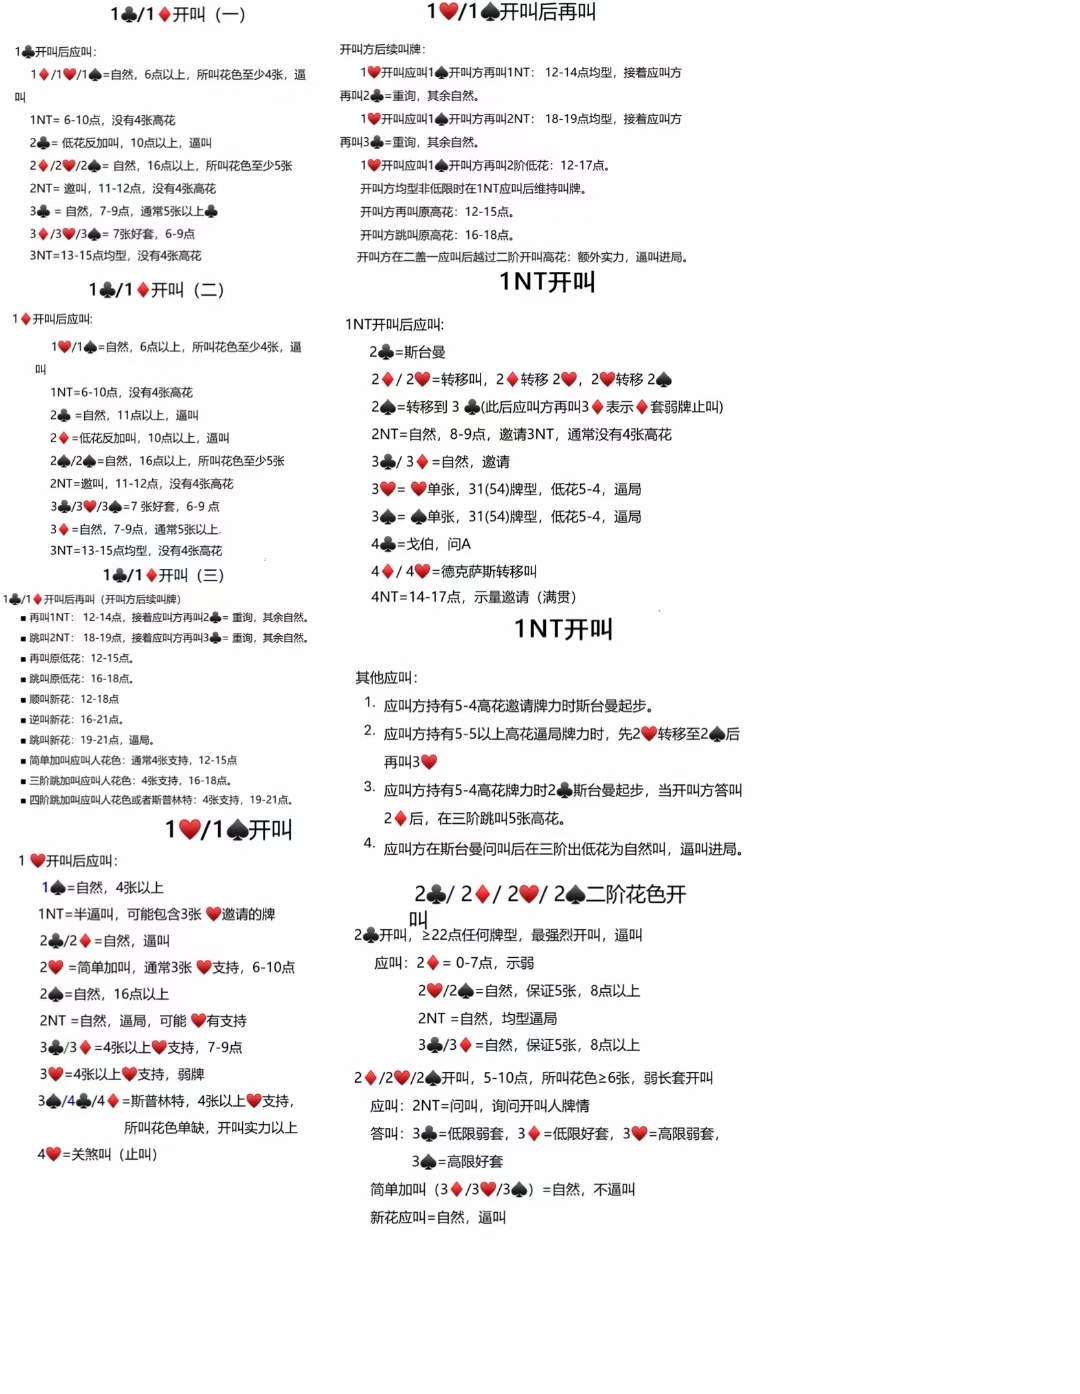 1♣/1♦开叫（一）
1♣开叫后应叫：
1♦/1♥/1♠=自然，6点以上，所叫花色至少4张，逼
叫
1NT= 6-10点，没有4张高花
2♣= 低花反加叫，10点以上，逼叫
2♦/2♥/2♠= 自然，16点以上，所叫花色至少5张
2NT= 邀叫，11-12点，没有4张高花
3♣ = 自然，7-9点，通常5张以上♣
3♦/3♥/3♠= 7张好套，6-9点
3NT=13-15点均型，没有4张高花
1♣/1♦开叫（二）
1♦开叫后应叫:
1♥/1♠=自然，6点以上，所叫花色至少4张，逼
叫
1NT=6-10点，没有4张高花
2♣ =自然，11点以上，逼叫
2♦=低花反加叫，10点以上，逼叫
2♠/2♠=自然，16点以上，所叫花色至少5张
2NT=邀叫，11-12点，没有4张高花
3♣/3♥/3♠=7 张好套，6-9 点
3♦=自然，7-9点，通常5张以上.
3NT=13-15点均型，没有4张高花
1♣/1♦开叫（三）
1♣/1♦开叫后再叫（开叫方后续叫牌）
■ 再叫1NT： 12-14点，接着应叫方再叫2♣= 重询，其余自然。
■ 跳叫2NT： 18-19点，接着应叫方再叫3♣= 重询，其余自然。
■ 再叫原低花：12-15点。
■ 跳叫原低花：16-18点。
■ 顺叫新花：12-18点
■ 逆叫新花：16-21点。
■ 跳叫新花：19-21点，逼局。
■ 简单加叫应叫人花色：通常4张支持，12-15点
■ 三阶跳加叫应叫人花色：4张支持，16-18点。
■ 四阶跳加叫应叫人花色或者斯普林特：4张支持，19-21点。
1♥/1♠开叫
1 ♥开叫后应叫：
1♠=自然，4张以上
1NT=半逼叫，可能包含3张 ♥邀请的牌
2♣/2♦=自然，逼叫
2♥ =简单加叫，通常3张 ♥支持，6-10点
2♠=自然，16点以上
2NT =自然，逼局，可能 ♥有支持
3♣/3♦=4张以上♥支持，7-9点
3♥=4张以上♥支持，弱牌
3♠/4♣/4♦=斯普林特，4张以上♥支持，
所叫花色单缺，开叫实力以上
4♥=关煞叫（止叫）
1♥/1♠开叫后再叫
开叫方后续叫牌：
1♥开叫应叫1♠开叫方再叫1NT： 12-14点均型，接着应叫方
再叫2♣=重询，其余自然。
1♥开叫应叫1♠开叫方再叫2NT： 18-19点均型，接着应叫方
再叫3♣=重询，其余自然。
1♥开叫应叫1♠开叫方再叫2阶低花：12-17点。
开叫方均型非低限时在1NT应叫后维持叫牌。
开叫方再叫原高花：12-15点。
开叫方跳叫原高花：16-18点。
开叫方在二盖一应叫后越过二阶开叫高花：额外实力，逼叫进局。
1NT开叫
1NT开叫后应叫:
2♣=斯台曼
2♦/ 2♥=转移叫，2♦转移 2♥，2♥转移 2♠
2♠=转移到 3 ♣(此后应叫方再叫3♦表示♦套弱牌止叫)
2NT=自然，8-9点，邀请3NT，通常没有4张高花
3♣/ 3♦=自然，邀请
3♥= ♥单张，31(54)牌型，低花5-4，逼局
3♠= ♠单张，31(54)牌型，低花5-4，逼局
4♣=戈伯，问A
4♦/ 4♥=德克萨斯转移叫
4NT=14-17点，示量邀请（满贯）
1NT开叫
其他应叫：
1. 应叫方持有5-4高花邀请牌力时斯台曼起步。
2. 应叫方持有5-5以上高花逼局牌力时，先2♥转移至2♠后
再叫3♥
3. 应叫方持有5-4高花牌力时2♣斯台曼起步，当开叫方答叫
2♦后，在三阶跳叫5张高花。
4. 应叫方在斯台曼问叫后在三阶出低花为自然叫，逼叫进局。
2♣/ 2♦/ 2♥/ 2♠二阶花色开
叫
2♣开叫，≥22点任何牌型，最强烈开叫，逼叫
应叫：2♦= 0-7点，示弱
2♥/2♠=自然，保证5张，8点以上
2NT =自然，均型逼局
3♣/3♦=自然，保证5张，8点以上
2♦/2♥/2♠开叫，5-10点，所叫花色≥6张，弱长套开叫
应叫：2NT=问叫，询问开叫人牌情
答叫：3♣=低限弱套，3♦=低限好套，3♥=高限弱套，
3♠=高限好套
简单加叫（3♦/3♥/3♠）=自然，不逼叫
新花应叫=自然，逼叫